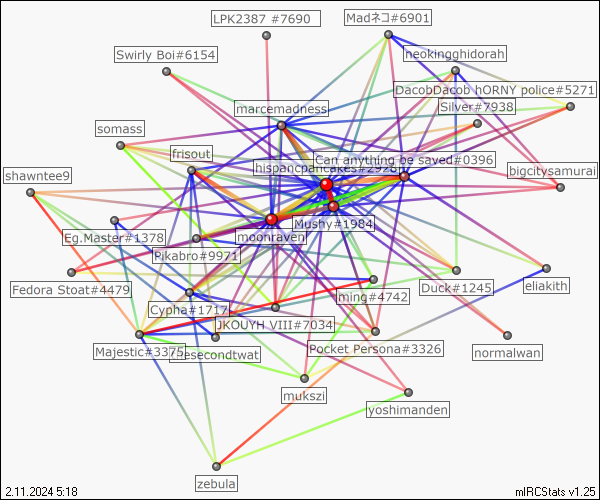 LPK2387 #7690
Madネコ#6901
Swirly Boi#6154
neokingghidorah
DacobDacob hORNY police#5271
marcemadness
Silver#7938
somass
frisout
Can anything be saved#0396
hispancpancakes#2928
bigcitysamurai
shawntee9
Mushy#1984
Eg.Master#1378
moonraven
Pikabro#9971
Fedora Stoat#4479
ming#4742
Duck#1245
eliakith
Cypha#1717
JKOUYH VIII#7034
Majestic#3375
Pocket Persona#3326
normalwan
mukszi
yoshimanden
zebula
2.11.2024 5:18
mIRCStats v1.25